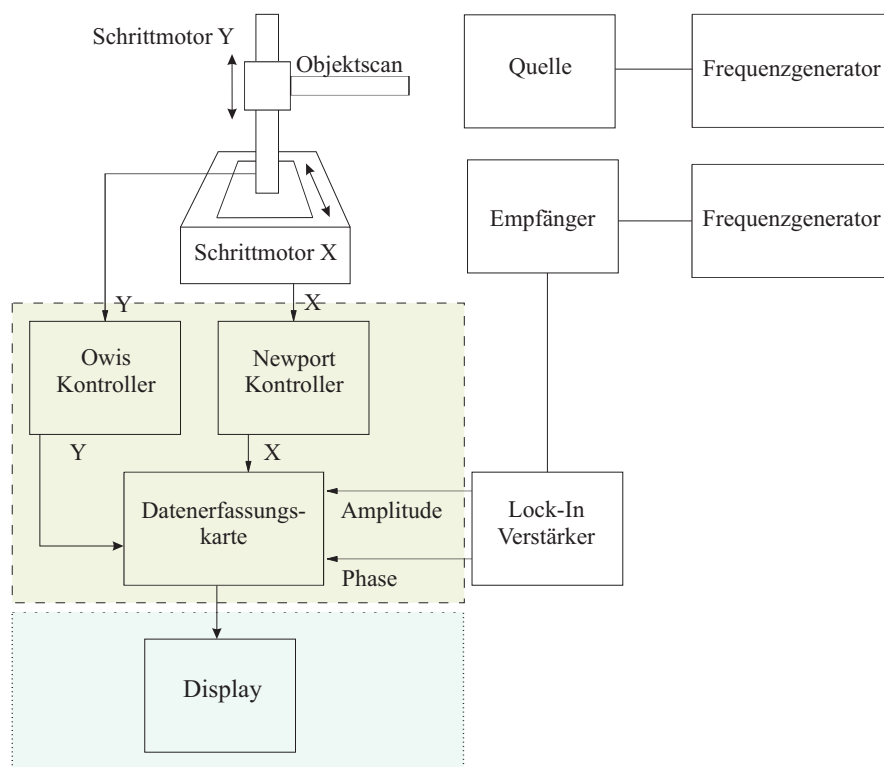 Schrittmotor Y
Objektscan
Quelle
Frequenzgenerator
Empfänger
Frequenzgenerator
Schrittmotor X
Y
X
Owis
Kontroller
Newport
Kontroller
Y
X
Datenerfassungs-
karte
Amplitude
Phase
Lock-In
Verstärker
Display